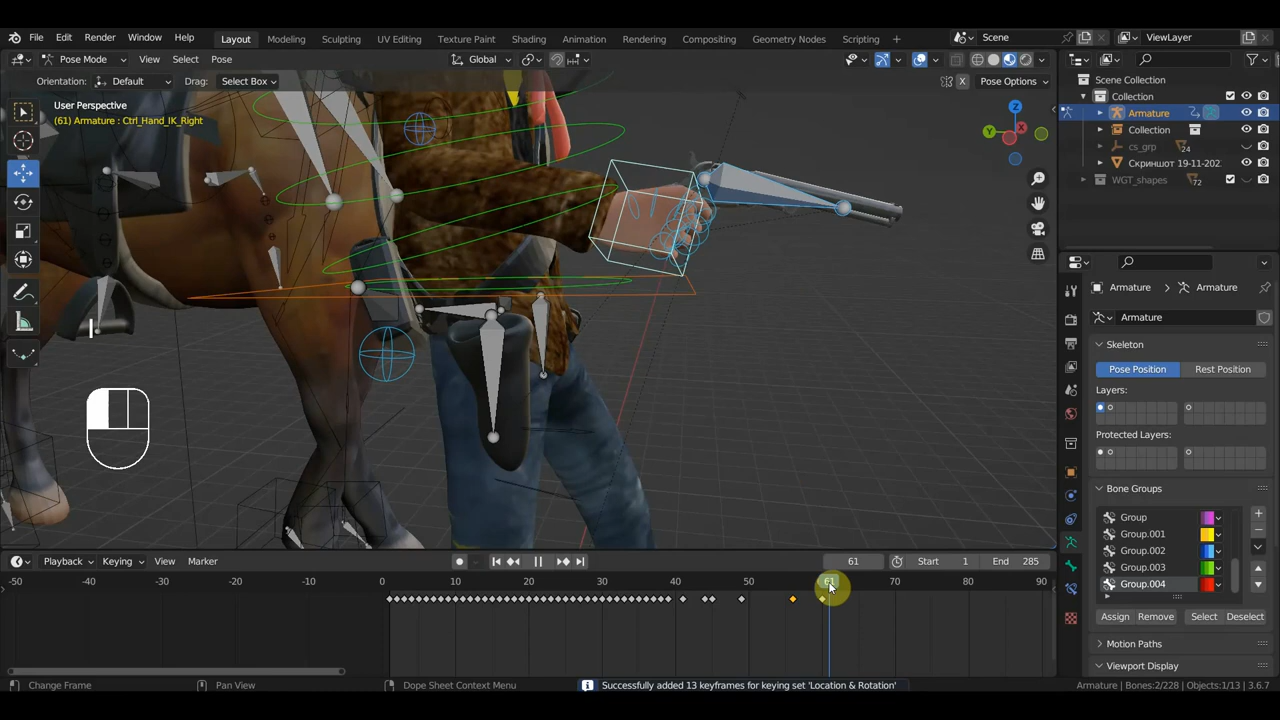 File Edit Render Window Help Layout Modeling Sculpting UV Editing Texture Paint Shading Animation Rendering Compositing Geometry Nodes Scripting + Scene ViewLayer
Pose Mode View Select Pose Global
Orientation: Default Drag: Select Box X Pose Options
User Perspective
(61) Armature : Ctrl_Hand_IK_Right
Z
X
Y
Scene Collection
Collection
Armature
Collection
cs_grp 24
Скриншот 19-11-202
WGT_shapes 72
Armature > Armature
Armature
Skeleton
Pose Position Rest Position
Layers:
Protected Layers:
Bone Groups
Group
Group.001
Group.002
Group.003
Group.004
Assign Remove Select Deselect
Motion Paths
Viewport Display
I
Playback Keying View Marker 61 Start 1 End 285
-50 -40 -30 -20 -10 0 10 20 30 40 50 61 70 80 90
Change Frame Pan View Dope Sheet Context Menu Successfully added 13 keyframes for keying set 'Location & Rotation' Armature | Bones:2/228 | Objects:1/13 | 3.6.7